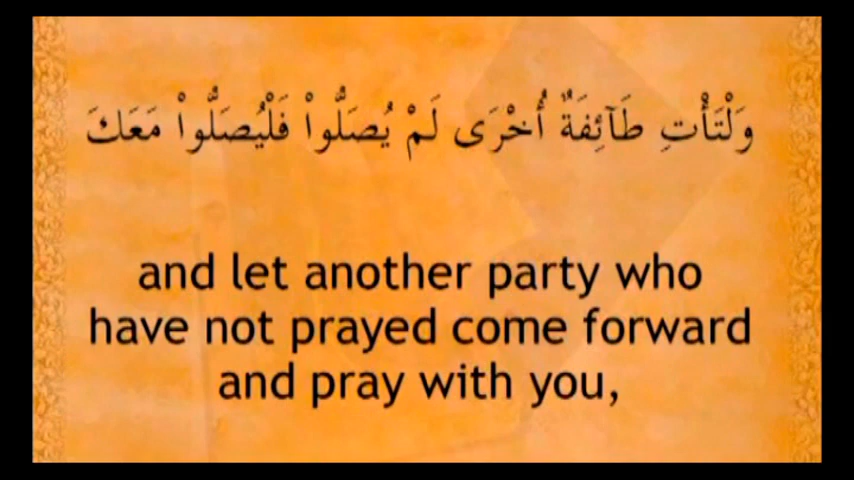 وَلْتَأْتِ طَآئِفَةٌ أُخْرَى لَمْ يُصَلُّواْ فَلْيُصَلُّواْ مَعَكَ
and let another party who
have not prayed come forward
and pray with you,